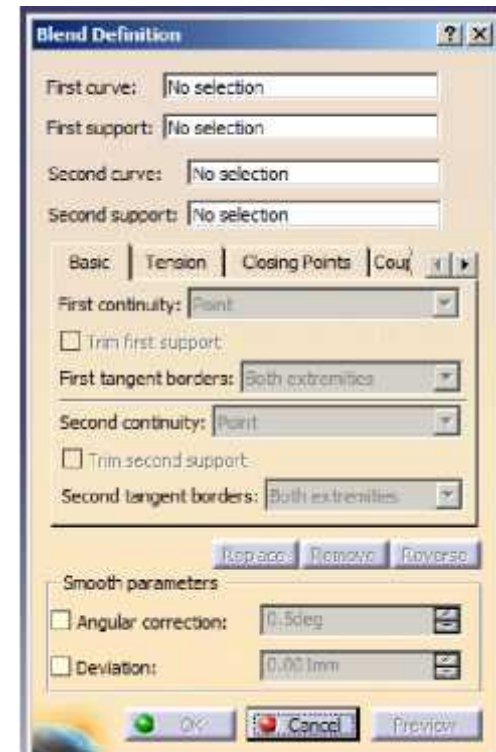 Blend Definition
First curve: No selection
First support: No selection
Second curve: No selection
Second support: No selection
Basic Tension Closing Points Coup
First continuity: Point
Trim first support
First tangent borders: Both extremities
Second continuity: Point
Trim second support
Second tangent borders: Both extremities
Replace Remove Reverse
Smooth parameters
Angular correction: 0.5deg
Deviation: 0.001mm
OK Cancel Preview